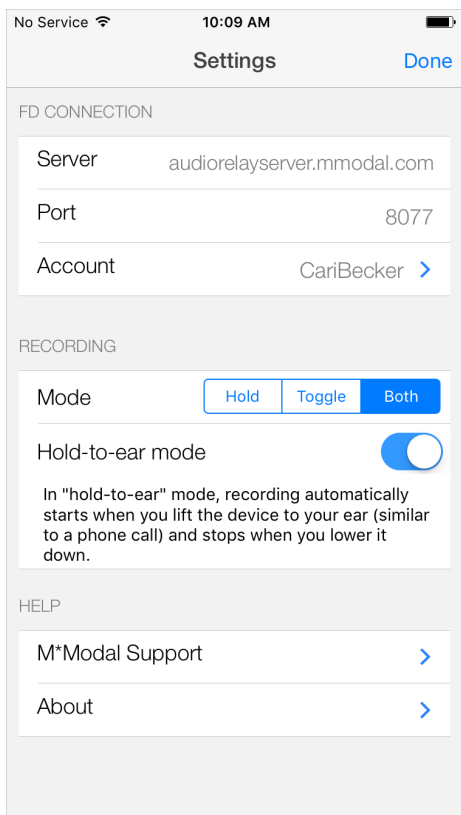 No Service 10:09 AM
Settings Done
FD CONNECTION
Server audiorelayserver.mmodal.com
Port 8077
Account CariBecker
RECORDING
Mode Hold Toggle Both
Hold-to-ear mode
In "hold-to-ear" mode, recording automatically
starts when you lift the device to your ear (similar
to a phone call) and stops when you lower it
down.
HELP
M*Modal Support
About